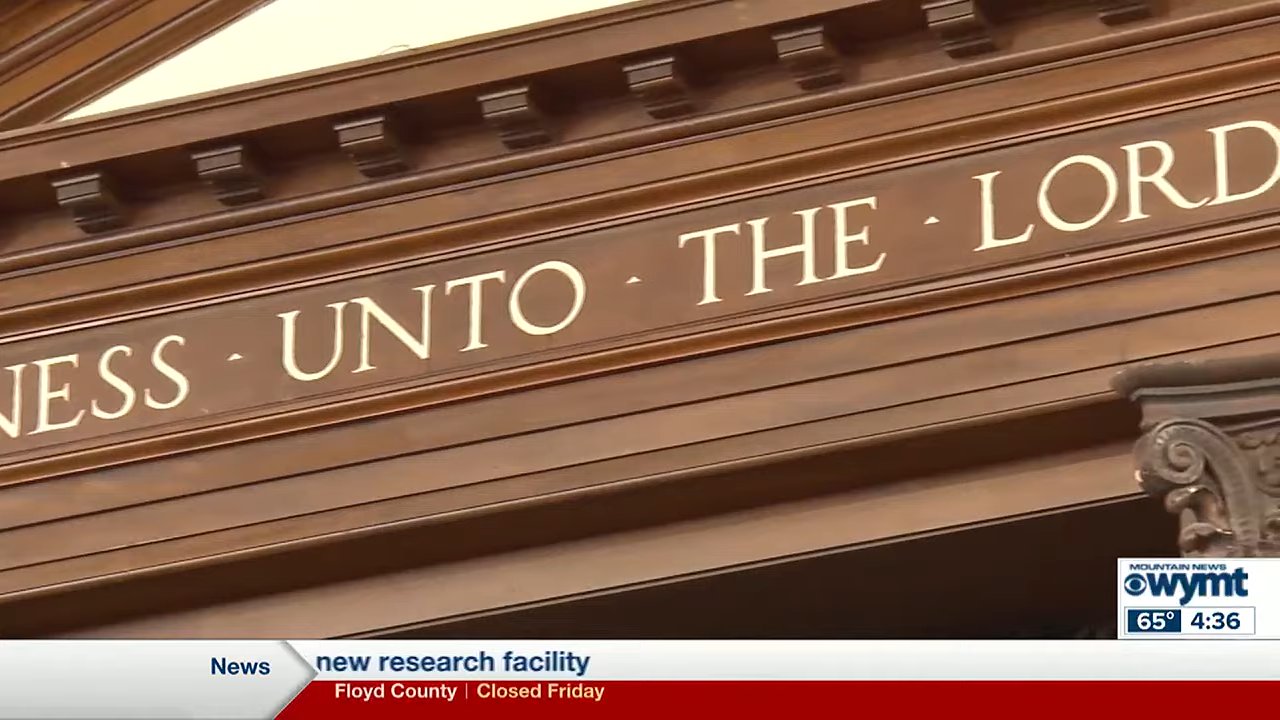 NESS · UNTO · THE · LORD
MOUNTAIN NEWS
wymt
65° 4:36
News
new research facility
Floyd County | Closed Friday